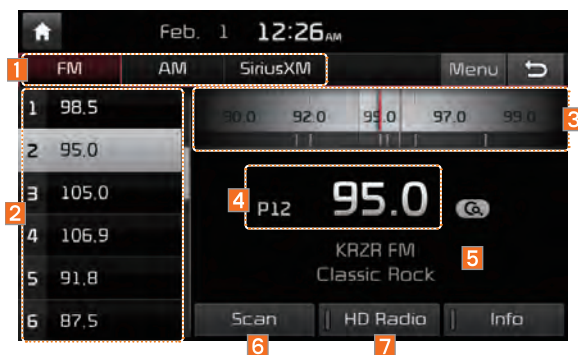 Feb. 1 12:26 AM
1 FM AM SiriusXM Menu
1 98.5
2 95.0
3 105.0
4 106.9
5 91.8
6 87.5
2
90.0 92.0 95.0 97.0 99.0 3
4 P12 95.0
KRZR FM
Classic Rock
5
Scan HD Radio Info
6 7